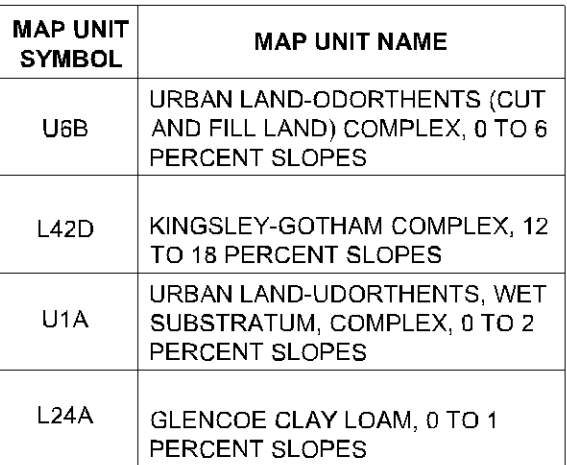 MAP UNIT SYMBOL MAP UNIT NAME
U6B URBAN LAND-ODORTHENTS (CUT
AND FILL LAND) COMPLEX, 0 TO 6
PERCENT SLOPES
L42D KINGSLEY-GOTHAM COMPLEX, 12
TO 18 PERCENT SLOPES
U1A URBAN LAND-UDORTHENTS, WET
SUBSTRATUM, COMPLEX, 0 TO 2
PERCENT SLOPES
L24A GLENCOE CLAY LOAM, 0 TO 1
PERCENT SLOPES